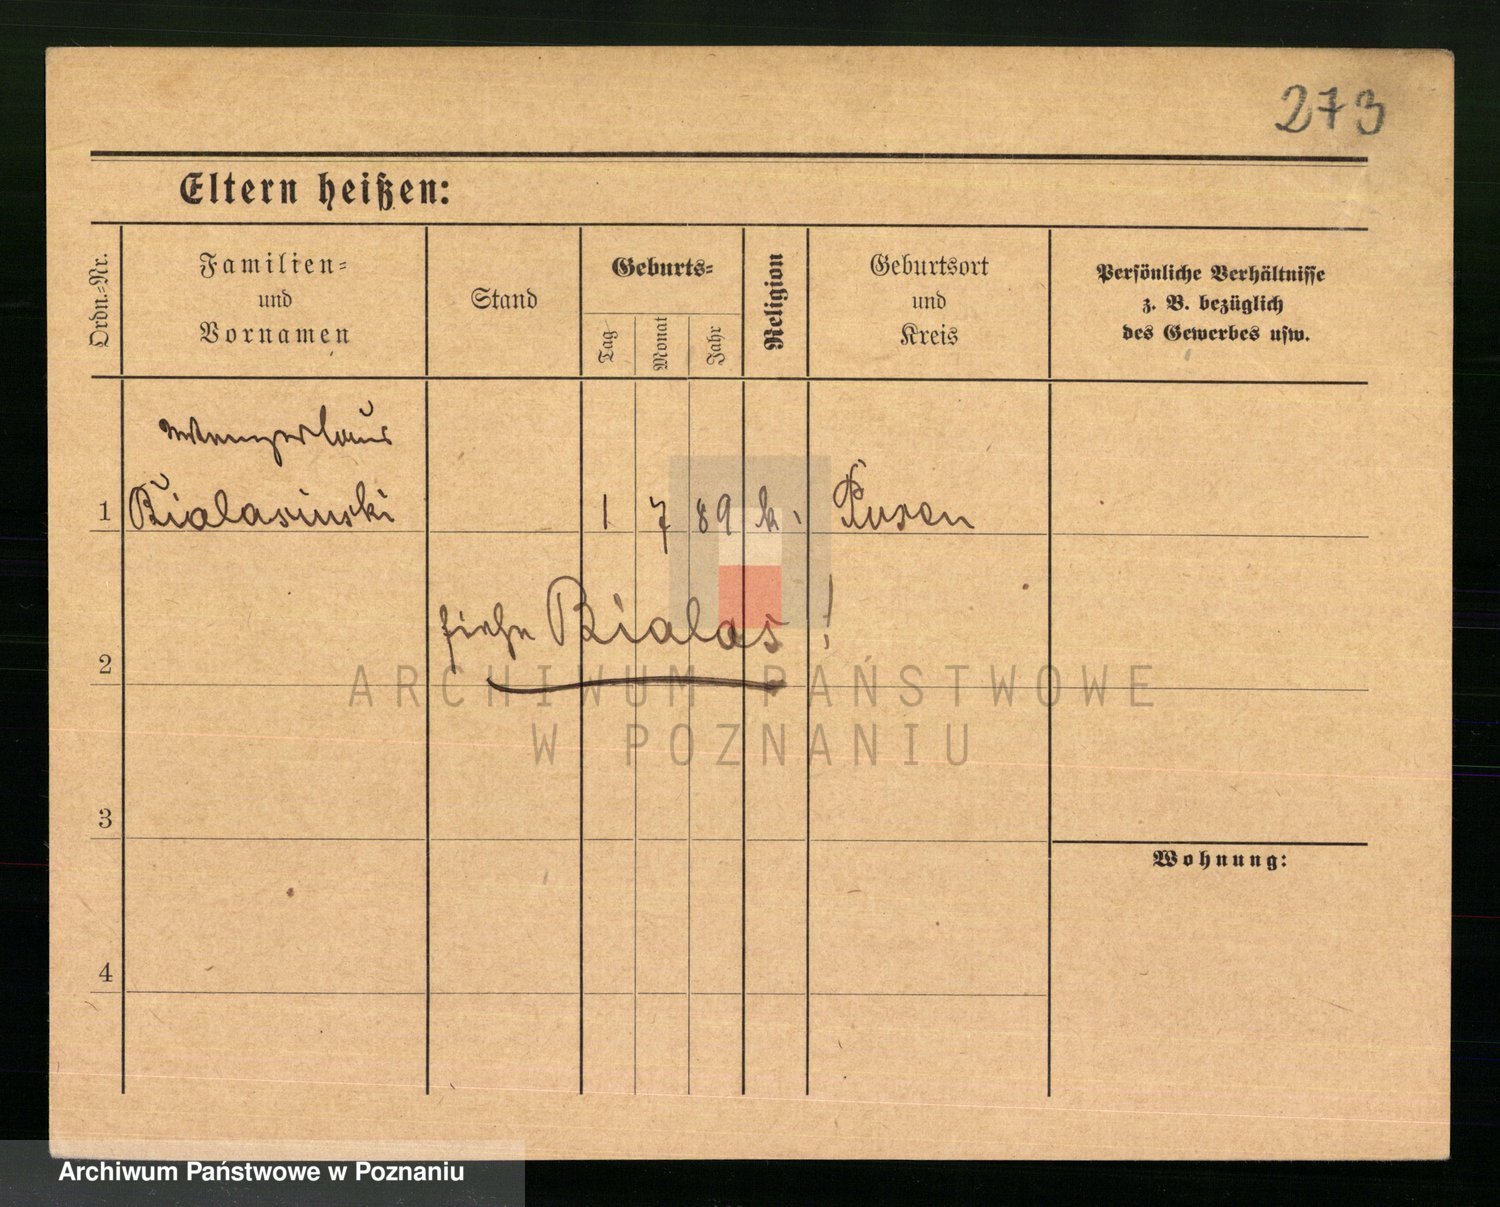 273
Eltern heißen:
Ordn.-Nr.
Familien-
und
Vornamen
Stand
Geburts-
Tag
Monat
Jahr
Religion
Geburtsort
und
Kreis
Persönliche Verhältnisse
z. B. bezüglich
des Gewerbes usw.
1 Bialasinski 1 7 89 k. Posen
siehe Bialas!
2
3
Wohnung:
4
ARCHIWUM PAŃSTWOWE
W POZNANIU
Archiwum Państwowe w Poznaniu